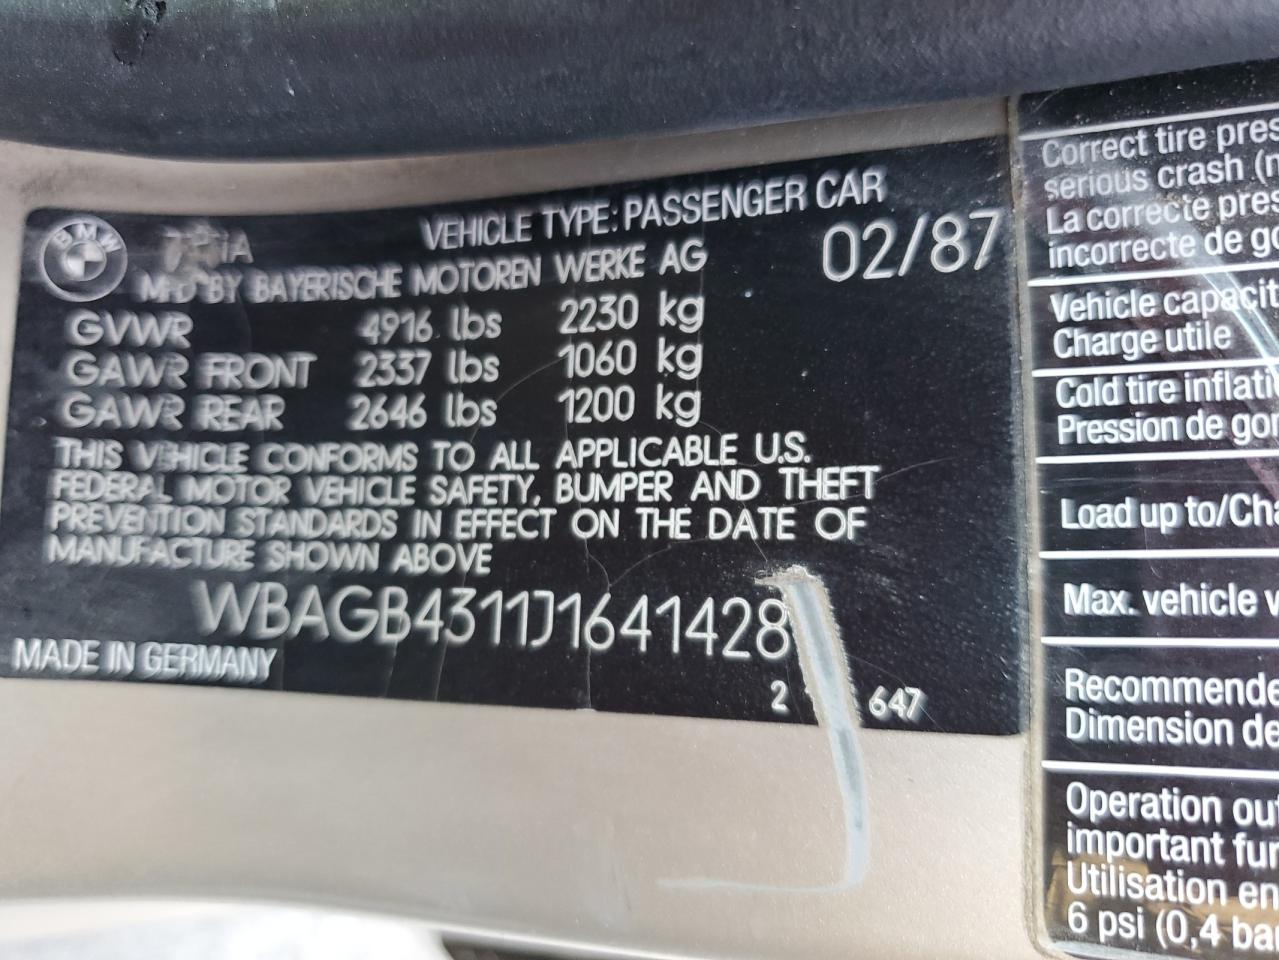 BMW
VEHICLE TYPE: PASSENGER CAR
MFD BY BAYERISCHE MOTOREN WERKE AG 02/87
GVWR 4916 lbs 2230 kg
GAWR FRONT 2337 lbs 1060 kg
GAWR REAR 2646 lbs 1200 kg
THIS VEHICLE CONFORMS TO ALL APPLICABLE U.S.
FEDERAL MOTOR VEHICLE SAFETY, BUMPER AND THEFT
PREVENTION STANDARDS IN EFFECT ON THE DATE OF
MANUFACTURE SHOWN ABOVE
WBAGB4311J1641428
MADE IN GERMANY
2 647
Correct tire pres
serious crash (
La correcte pres
incorrecte de go
Vehicle capacit
Charge utile
Cold tire inflati
Pression de gon
Load up to/Cha
Max. vehicle v
Recommende
Dimension de
Operation out
important fun
Utilisation en
6 psi (0,4 bar